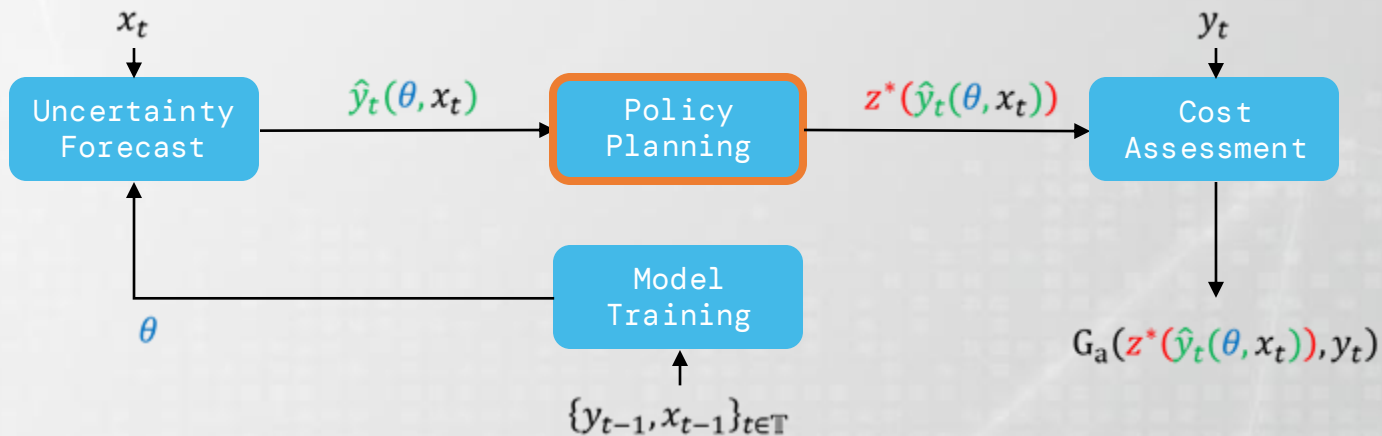 x_t
y_t
Uncertainty
Forecast
ŷ_t(θ, x_t)
Policy
Planning
z*(ŷ_t(θ, x_t))
Cost
Assessment
Model
Training
θ
G_a(z*(ŷ_t(θ, x_t)), y_t)
{y_{t−1}, x_{t−1}}_{t∈𝕋}